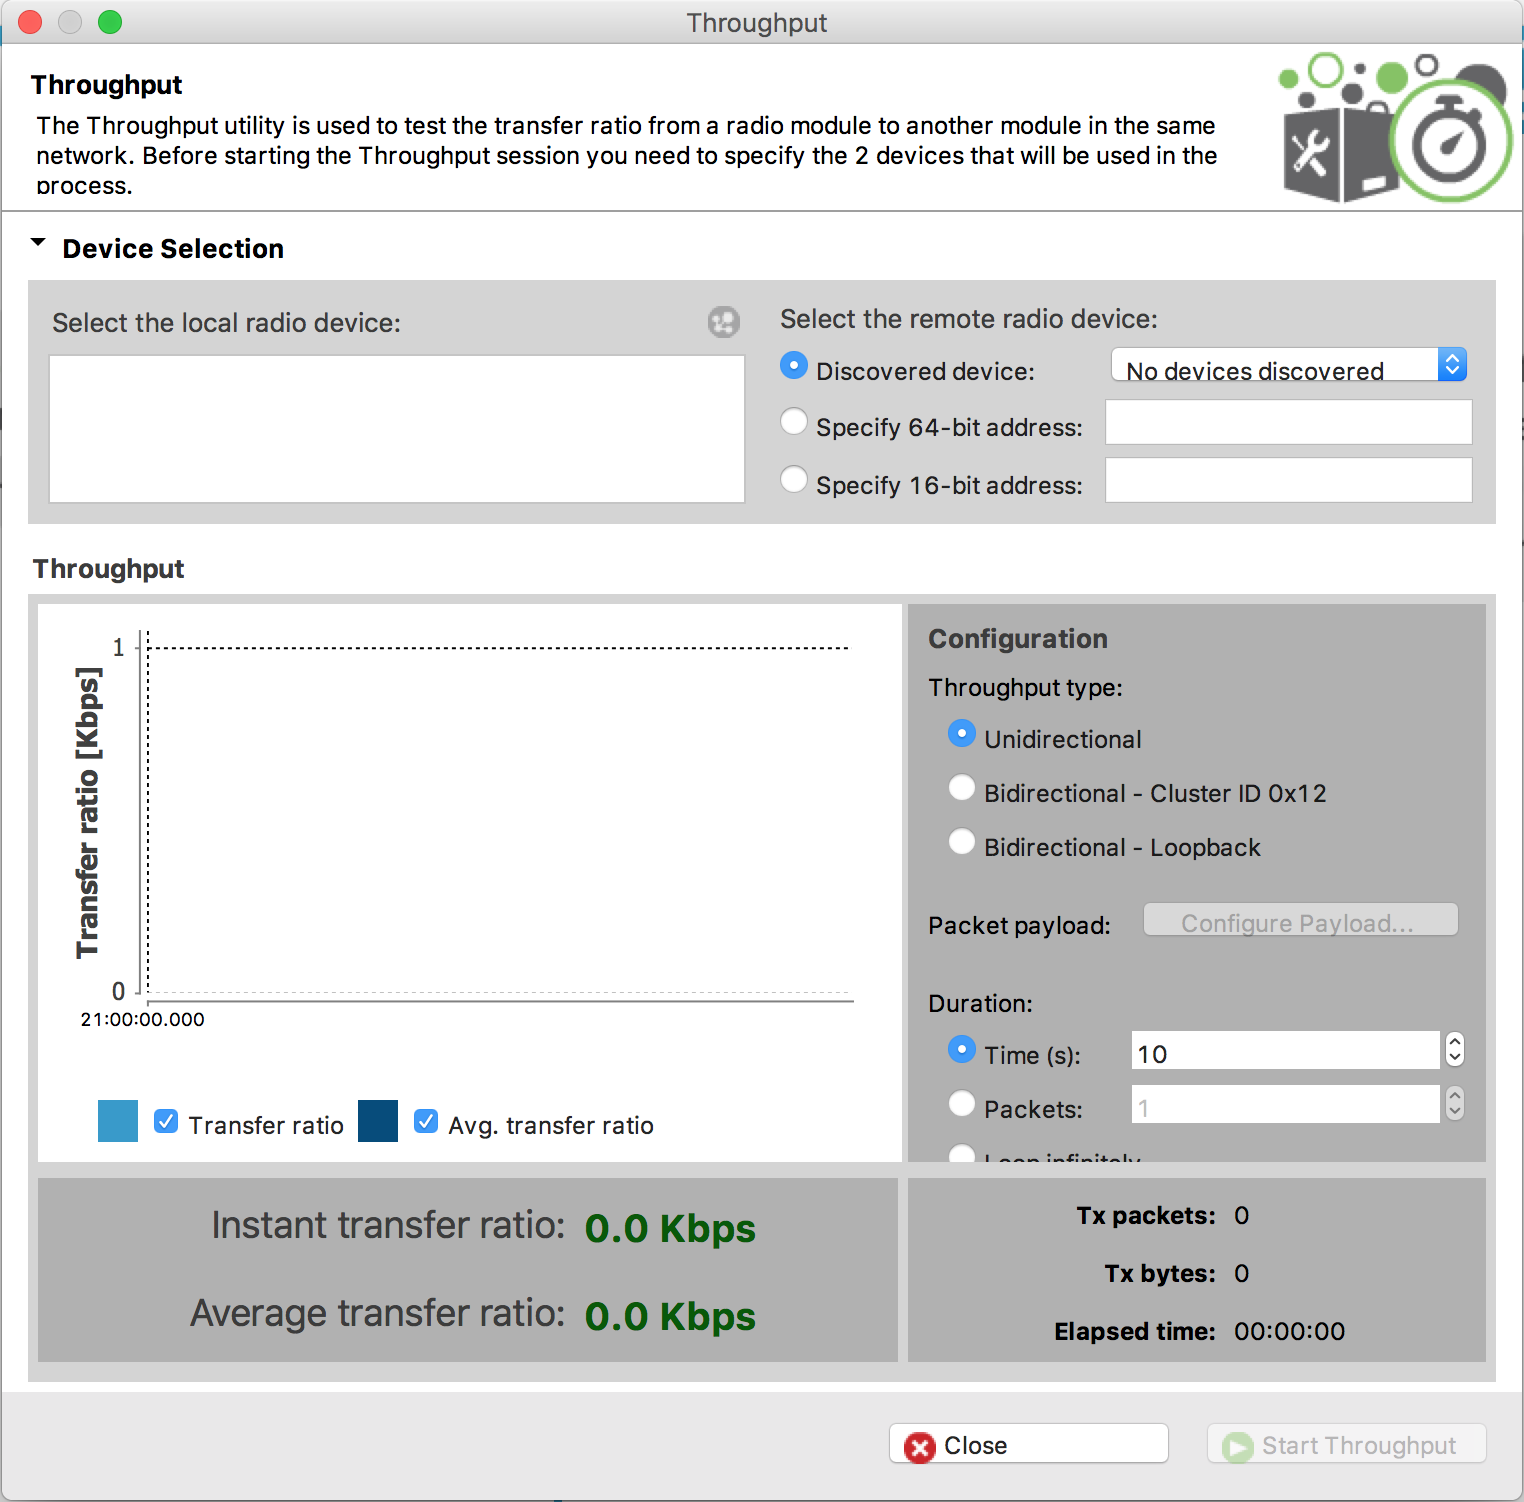 Throughput
Throughput
The Throughput utility is used to test the transfer ratio from a radio module to another module in the same
network. Before starting the Throughput session you need to specify the 2 devices that will be used in the
process.
Device Selection
Select the local radio device:
Select the remote radio device:
Discovered device:
No devices discovered
Specify 64-bit address:
Specify 16-bit address:
Throughput
Transfer ratio [Kbps]
1
0
21:00:00.000
Transfer ratio
Avg. transfer ratio
Configuration
Throughput type:
Unidirectional
Bidirectional - Cluster ID 0x12
Bidirectional - Loopback
Packet payload:
Configure Payload...
Duration:
Time (s):
10
Packets:
1
Loop infinitely
Instant transfer ratio: 0.0 Kbps
Average transfer ratio: 0.0 Kbps
Tx packets: 0
Tx bytes: 0
Elapsed time: 00:00:00
Close
Start Throughput